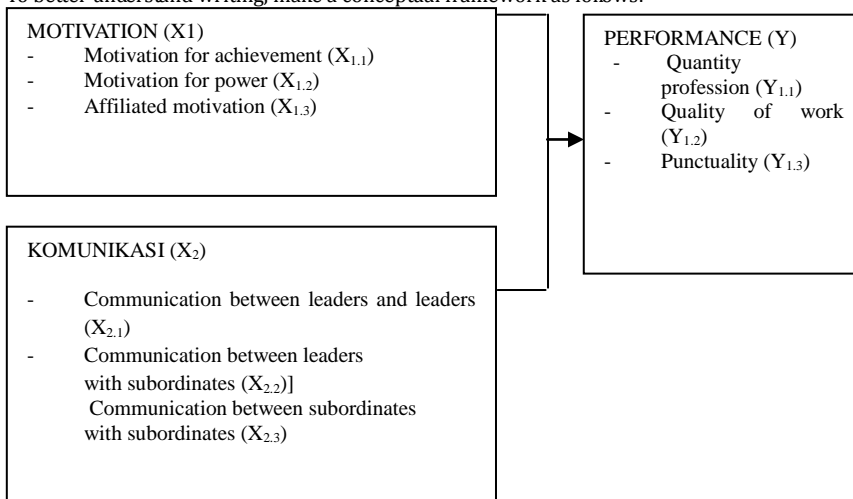 To better understand writing, make a conceptual framework as follows:
MOTIVATION (X1)
- Motivation for achievement (X1.1)
- Motivation for power (X1.2)
- Affiliated motivation (X1.3)
PERFORMANCE (Y)
- Quantity
profession (Y1.1)
- Quality of work
(Y1.2)
- Punctuality (Y1.3)
KOMUNIKASI (X2)
- Communication between leaders and leaders
(X2.1)
- Communication between leaders
with subordinates (X2.2)]
Communication between subordinates
with subordinates (X2.3)